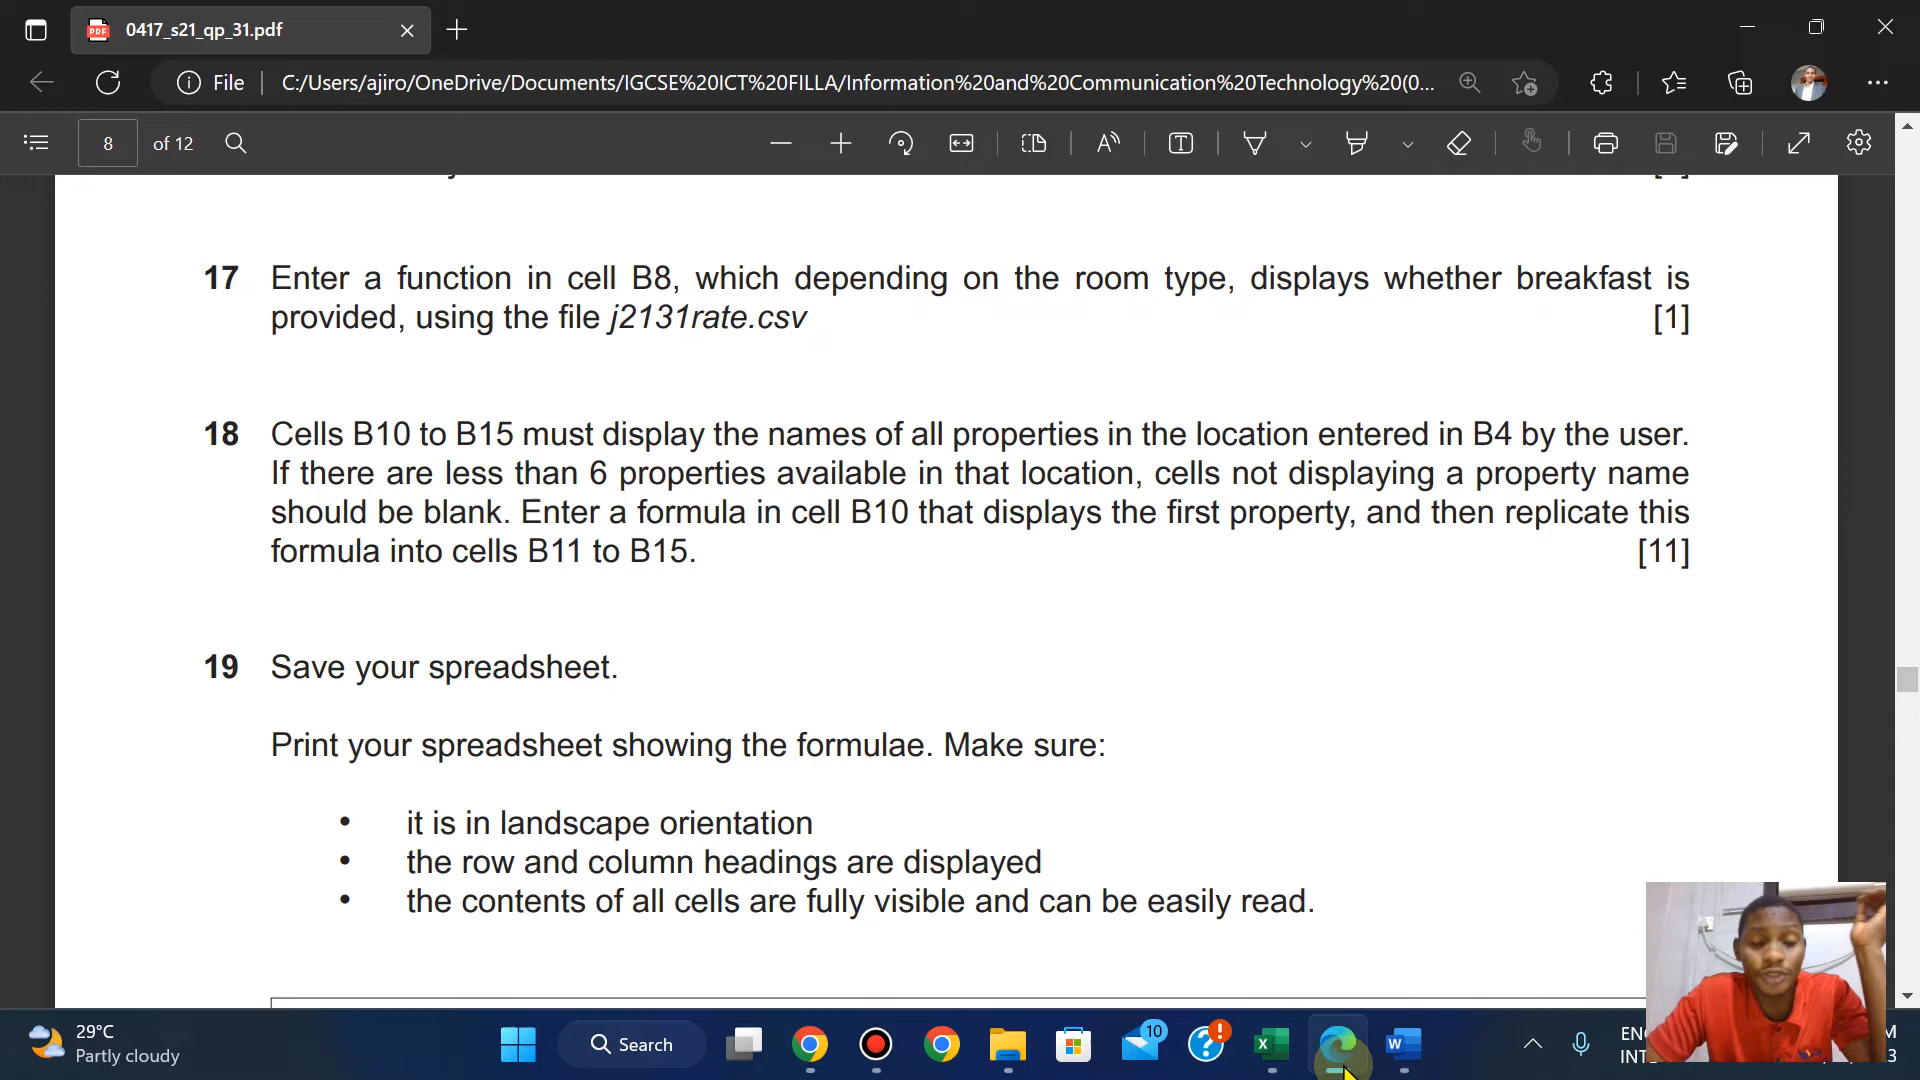 0417_s21_qp_31.pdf
File
C:/Users/ajiro/OneDrive/Documents/IGCSE%20ICT%20FILLA/Information%20and%20Communication%20Technology%20(0...
8 of 12
17 Enter a function in cell B8, which depending on the room type, displays whether breakfast is
provided, using the file j2131rate.csv [1]
18 Cells B10 to B15 must display the names of all properties in the location entered in B4 by the user.
If there are less than 6 properties available in that location, cells not displaying a property name
should be blank. Enter a formula in cell B10 that displays the first property, and then replicate this
formula into cells B11 to B15. [11]
19 Save your spreadsheet.
Print your spreadsheet showing the formulae. Make sure:
• it is in landscape orientation
• the row and column headings are displayed
• the contents of all cells are fully visible and can be easily read.
29°C
Partly cloudy
Search
10